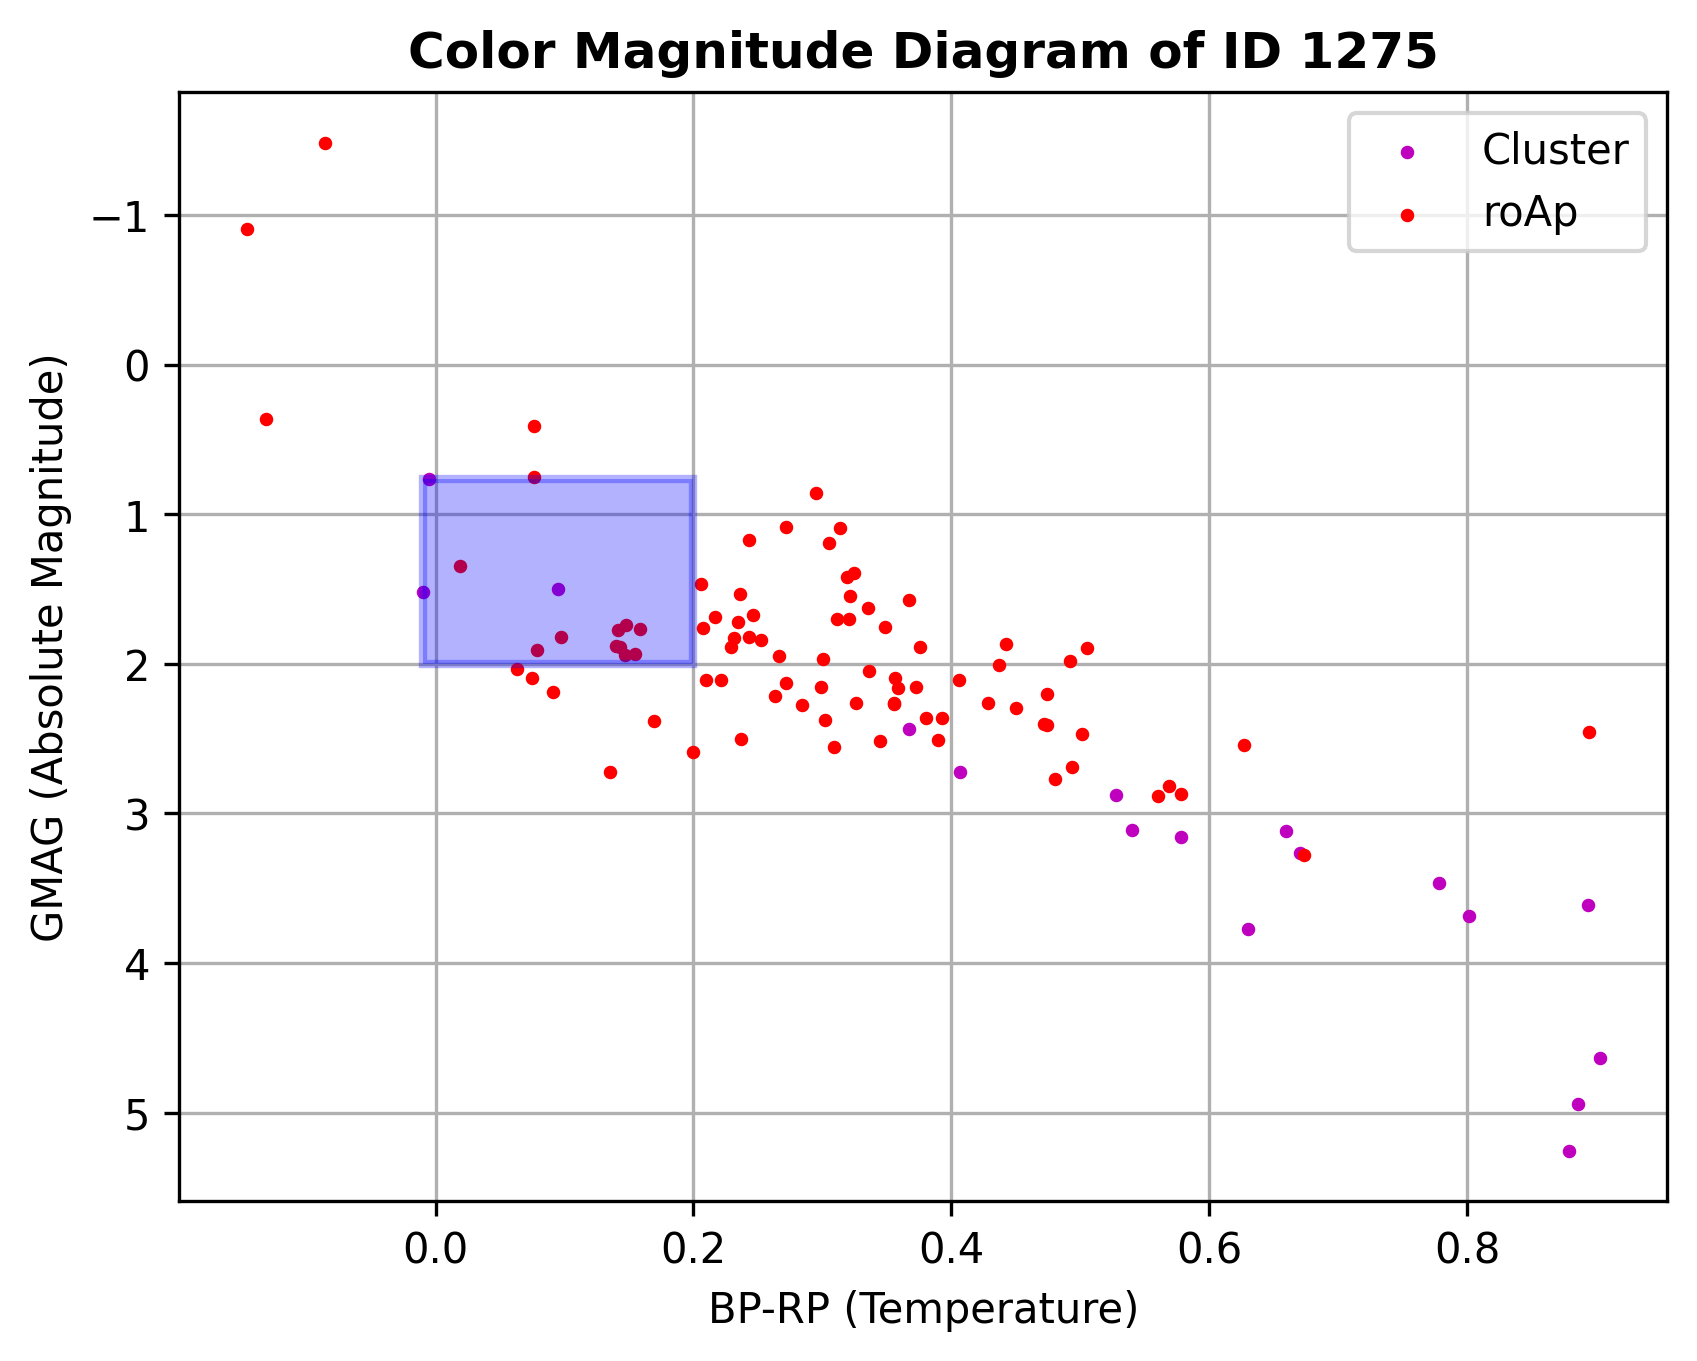 Color Magnitude Diagram of ID 1275
Cluster
roAp
−1
0
1
2
3
4
5
GMAG (Absolute Magnitude)
0.0 0.2 0.4 0.6 0.8
BP-RP (Temperature)